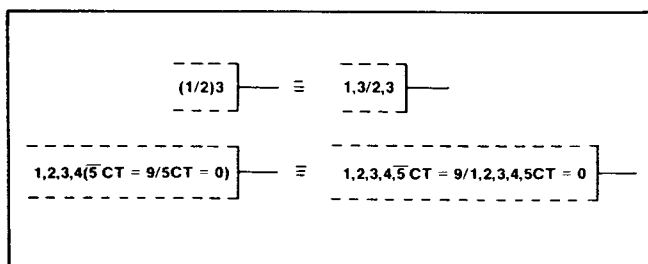 (1/2)3 ≡ 1,3/2,3
1,2,3,4(5̅CT = 9/5CT = 0) ≡ 1,2,3,4,5̅CT = 9/1,2,3,4,5CT = 0